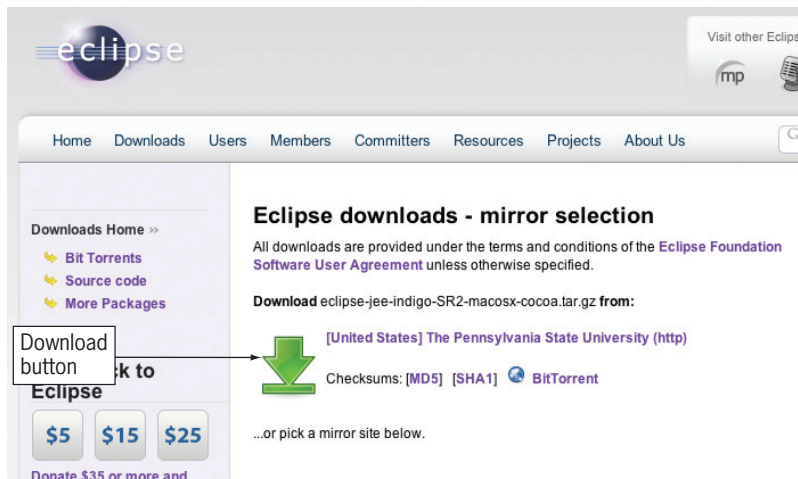 eclipse
Visit other Eclips
mp
Home Downloads Users Members Committers Resources Projects About Us
G
Downloads Home »
Bit Torrents
Source code
More Packages
Download
button
k to
Eclipse
$5 $15 $25
Donate $35 or more and
Eclipse downloads - mirror selection
All downloads are provided under the terms and conditions of the Eclipse Foundation
Software User Agreement unless otherwise specified.
Download eclipse-jee-indigo-SR2-macosx-cocoa.tar.gz from:
[United States] The Pennsylvania State University (http)
Checksums: [MD5] [SHA1] BitTorrent
...or pick a mirror site below.